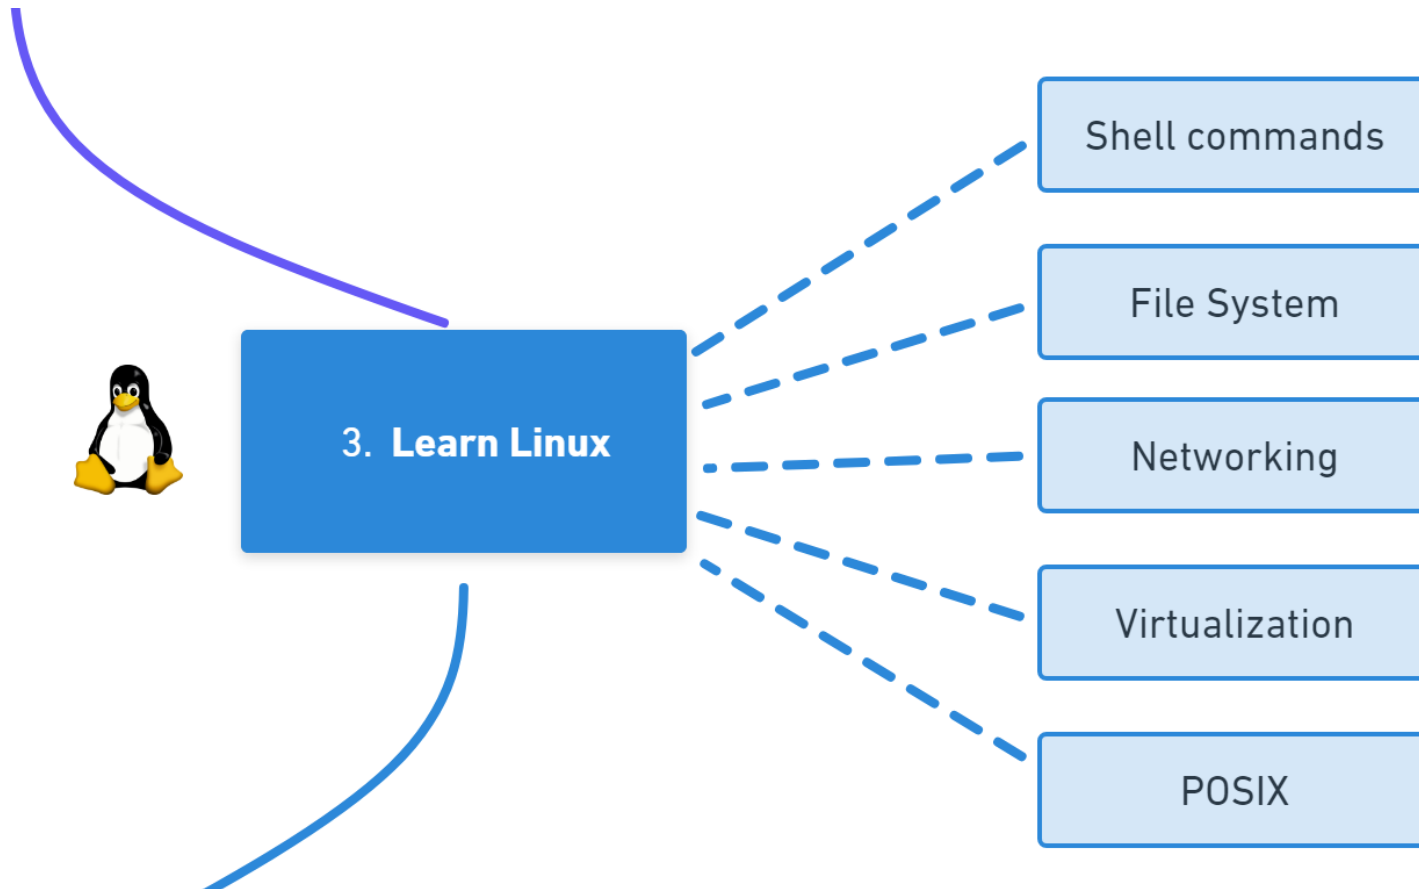 Shell commands
File System
3. Learn Linux
Networking
Virtualization
POSIX